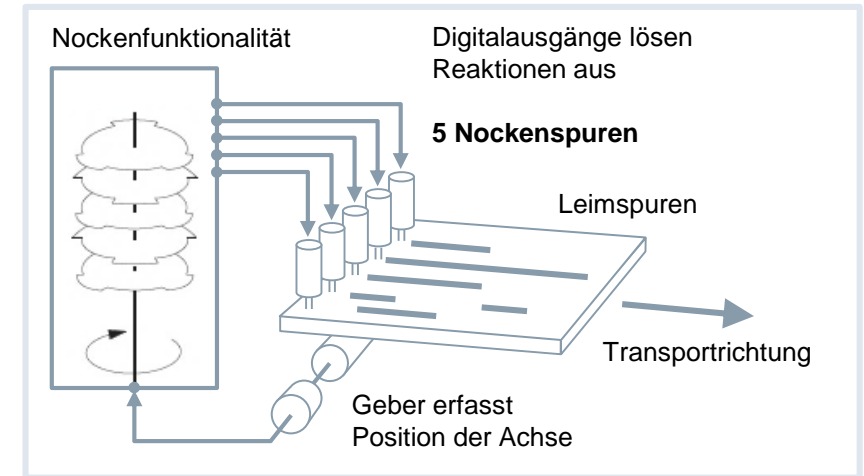 Nockenfunktionalität
Digitalausgänge lösen
Reaktionen aus
5 Nockenspuren
Leimspuren
Transportrichtung
Geber erfasst
Position der Achse